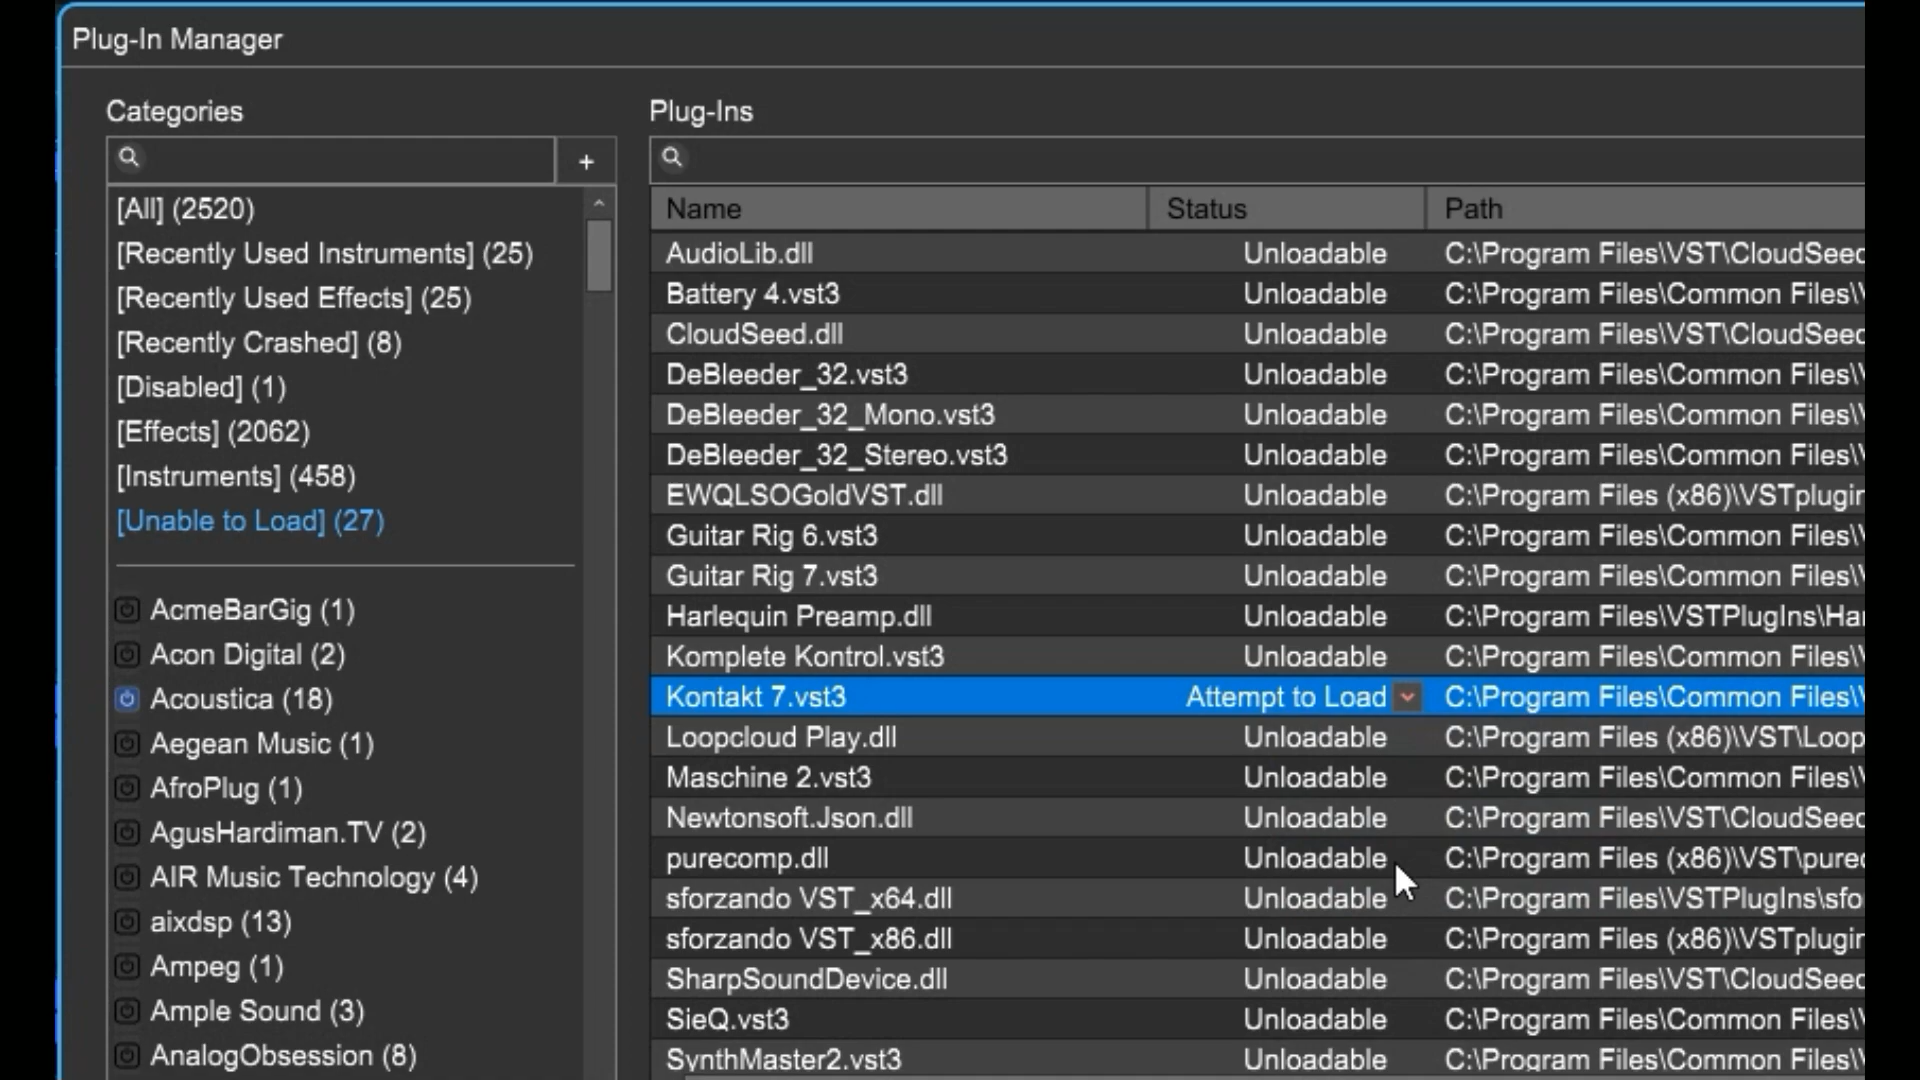 Plug-In Manager
Categories
+
[All] (2520)
[Recently Used Instruments] (25)
[Recently Used Effects] (25)
[Recently Crashed] (8)
[Disabled] (1)
[Effects] (2062)
[Instruments] (458)
[Unable to Load] (27)
AcmeBarGig (1)
Acon Digital (2)
Acoustica (18)
Aegean Music (1)
AfroPlug (1)
AgusHardiman.TV (2)
AIR Music Technology (4)
aixdsp (13)
Ampeg (1)
Ample Sound (3)
AnalogObsession (8)
Plug-Ins
Name Status Path
AudioLib.dll Unloadable C:\Program Files\VST\CloudSeed
Battery 4.vst3 Unloadable C:\Program Files\Common Files\
CloudSeed.dll Unloadable C:\Program Files\VST\CloudSeed
DeBleeder_32.vst3 Unloadable C:\Program Files\Common Files\
DeBleeder_32_Mono.vst3 Unloadable C:\Program Files\Common Files\
DeBleeder_32_Stereo.vst3 Unloadable C:\Program Files\Common Files\
EWQLSOGoldVST.dll Unloadable C:\Program Files (x86)\VSTplugin
Guitar Rig 6.vst3 Unloadable C:\Program Files\Common Files\
Guitar Rig 7.vst3 Unloadable C:\Program Files\Common Files\
Harlequin Preamp.dll Unloadable C:\Program Files\VSTPlugIns\Har
Komplete Kontrol.vst3 Unloadable C:\Program Files\Common Files\
Kontakt 7.vst3 Attempt to Load C:\Program Files\Common Files\
Loopcloud Play.dll Unloadable C:\Program Files (x86)\VST\Loop
Maschine 2.vst3 Unloadable C:\Program Files\Common Files\
Newtonsoft.Json.dll Unloadable C:\Program Files\VST\CloudSeed
purecomp.dll Unloadable C:\Program Files (x86)\VST\purec
sforzando VST_x64.dll Unloadable C:\Program Files\VSTPlugIns\sfo
sforzando VST_x86.dll Unloadable C:\Program Files (x86)\VSTplugin
SharpSoundDevice.dll Unloadable C:\Program Files\VST\CloudSeed
SieQ.vst3 Unloadable C:\Program Files\Common Files\
SynthMaster2.vst3 Unloadable C:\Program Files\Common Files\